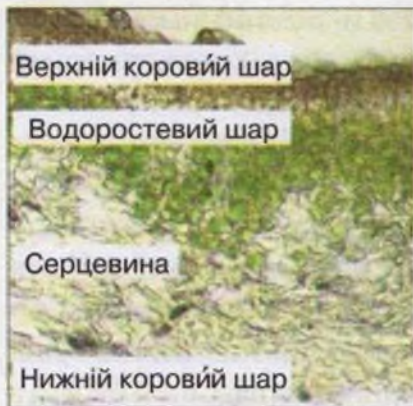 Верхній корови́й шар
Водоростевий шар
Серцевина
Нижній корови́й шар